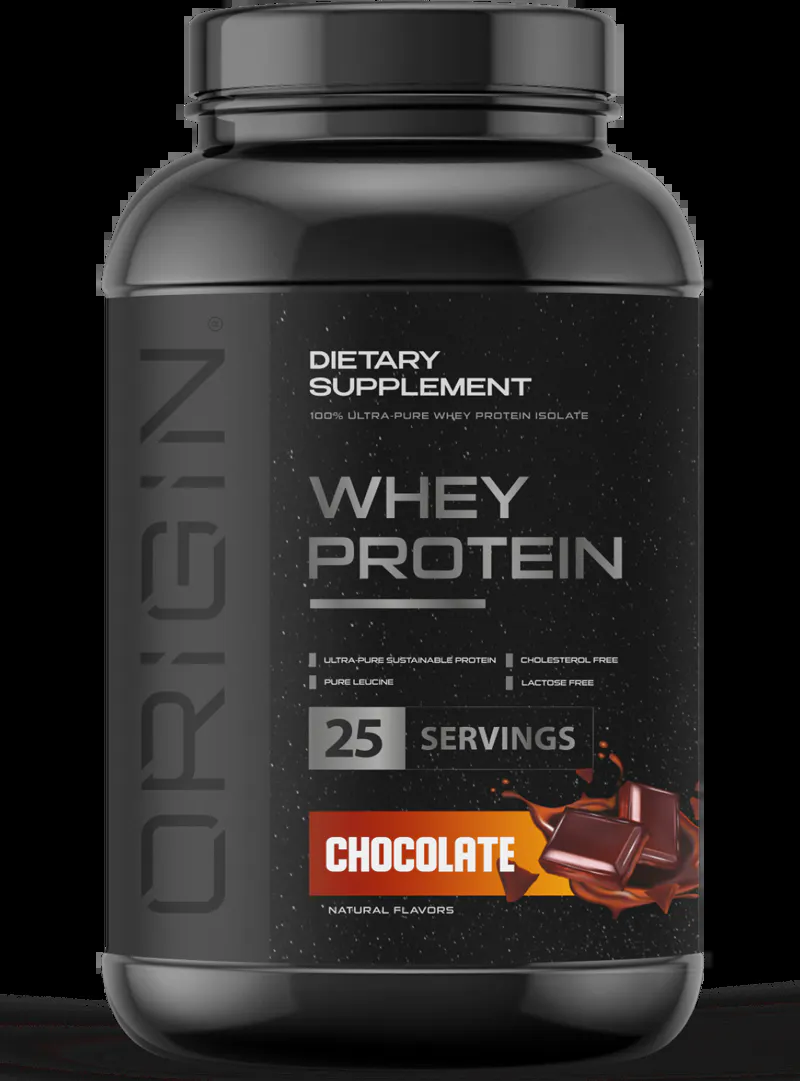 ORIGIN®
DIETARY
SUPPLEMENT
100% ULTRA-PURE WHEY PROTEIN ISOLATE
WHEY
PROTEIN
ULTRA-PURE SUSTAINABLE PROTEIN
CHOLESTEROL FREE
PURE LEUCINE
LACTOSE FREE
25 SERVINGS
CHOCOLATE
NATURAL FLAVORS